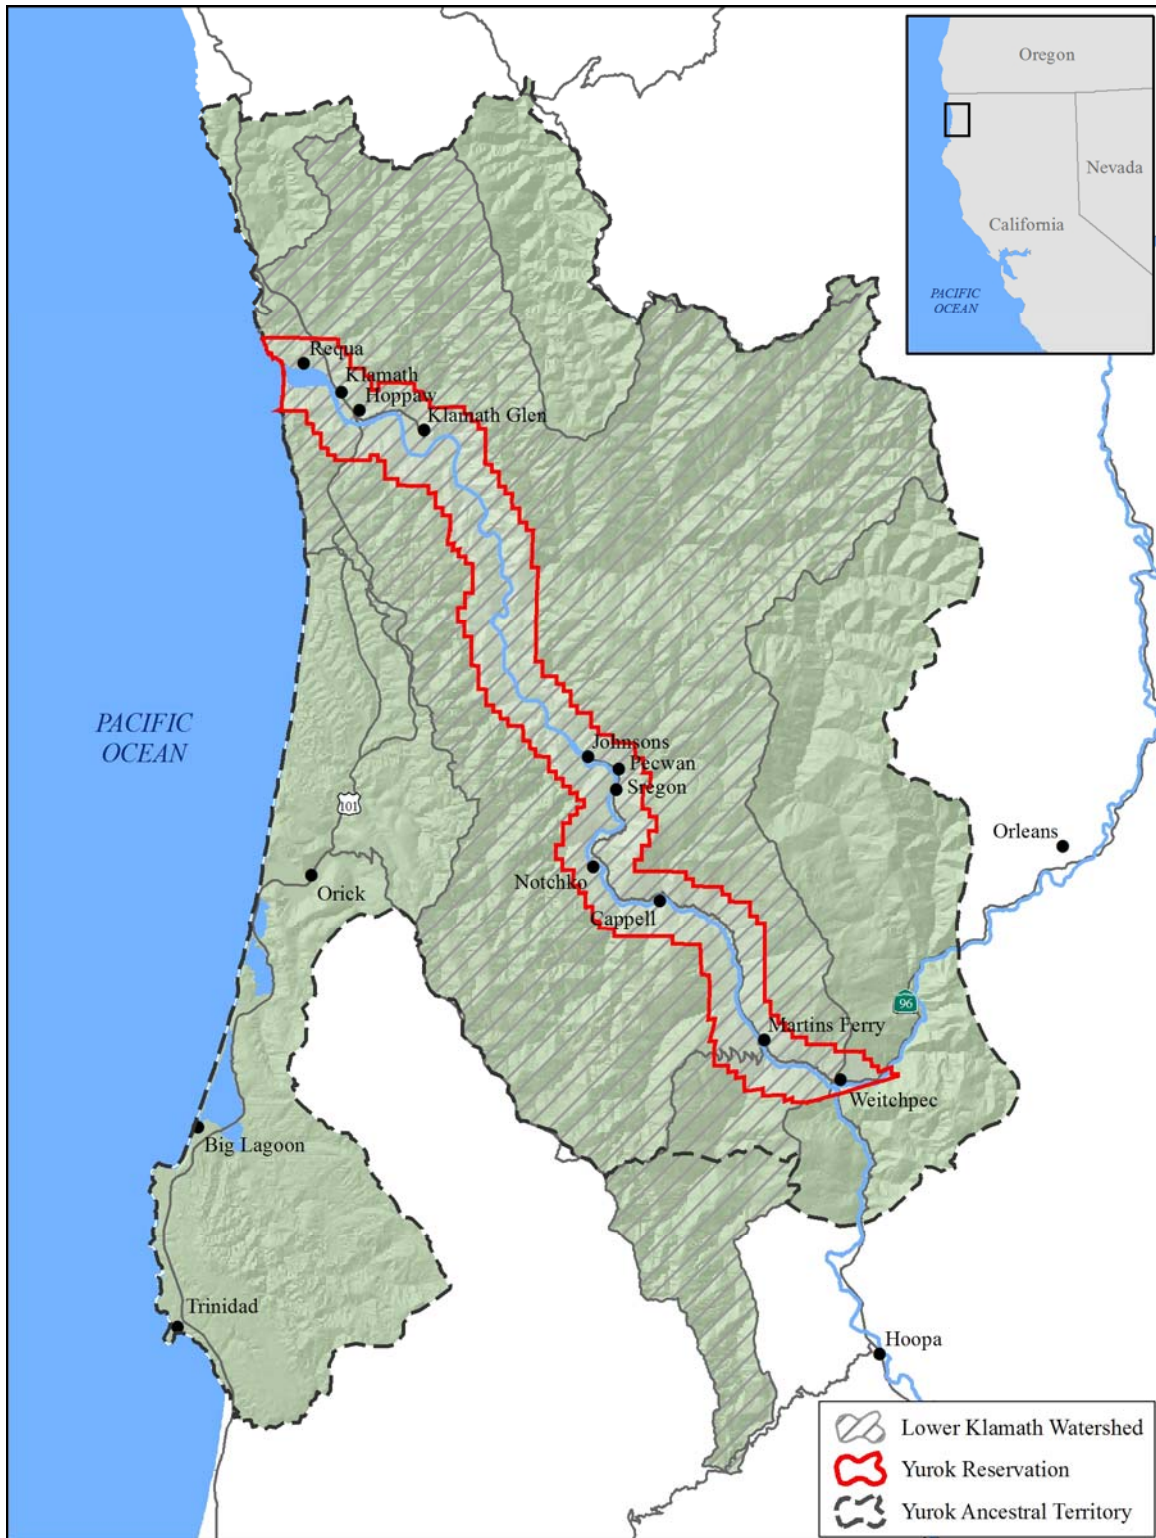 Oregon
Nevada
California
PACIFIC
OCEAN
Requa
Klamath
Hoppaw
Klamath Glen
PACIFIC
OCEAN
Johnsons
Pecwan
Sregon
101
Orleans
Notchko
Orick
Cappell
96
Martins Ferry
Weitchpec
Big Lagoon
Trinidad
Hoopa
Lower Klamath Watershed
Yurok Reservation
Yurok Ancestral Territory